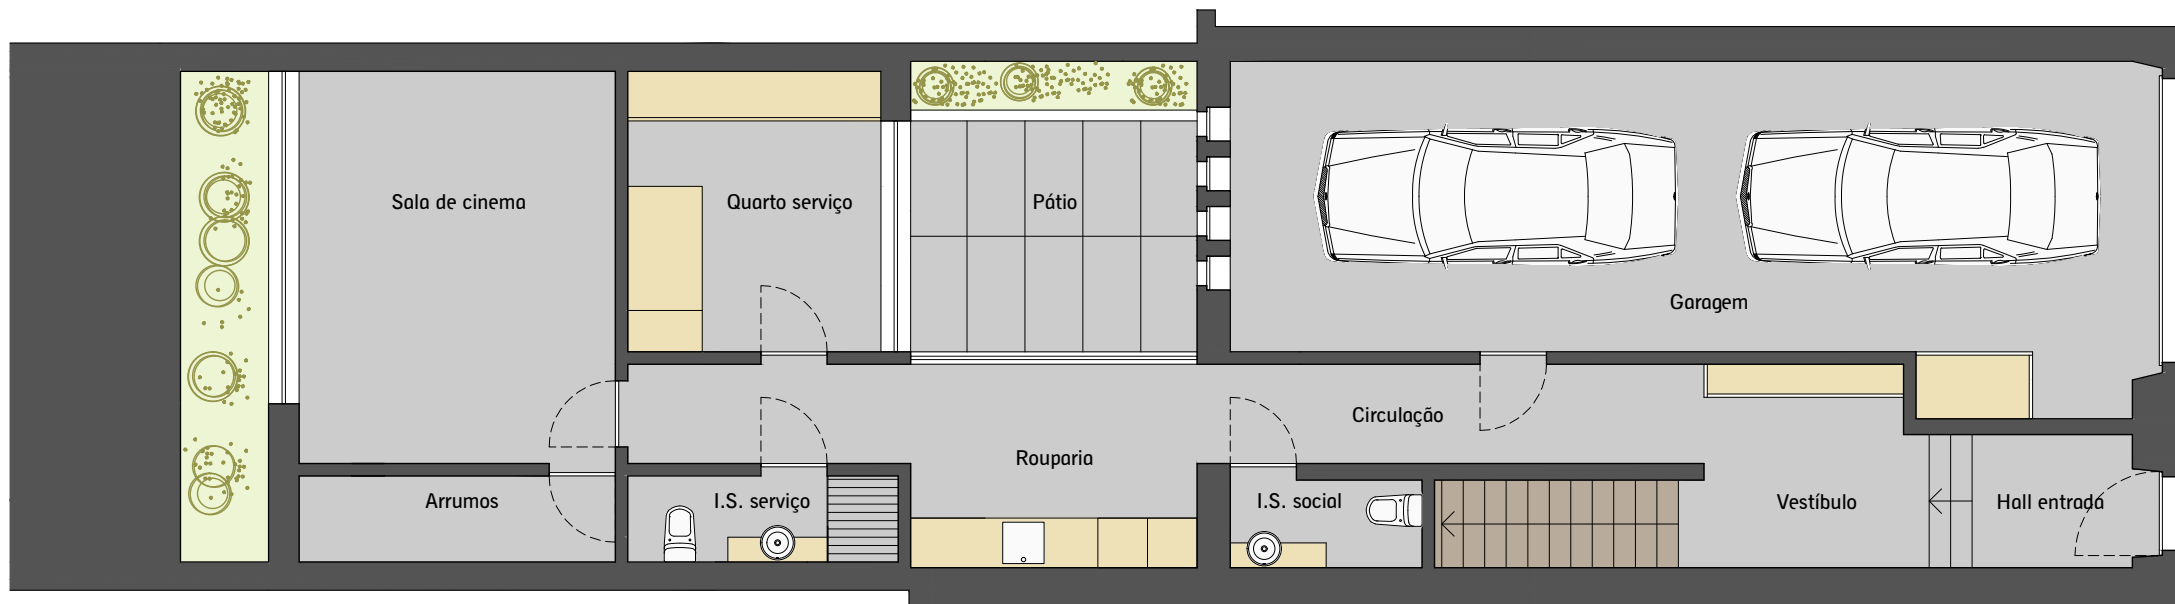 Sala de cinema
Quarto serviço
Pátio
Garagem
Circulação
Rouparia
Arrumos
I.S. serviço
I.S. social
Vestíbulo
Hall entrada